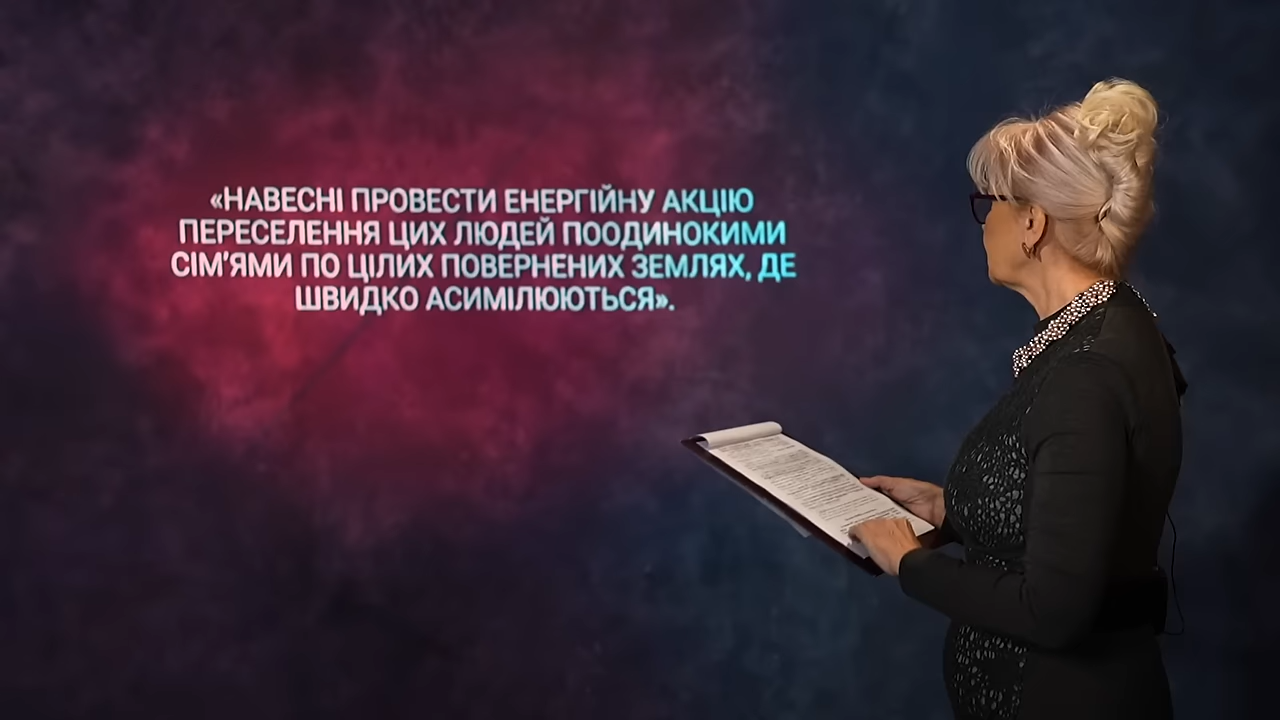 «НАВЕСНІ ПРОВЕСТИ ЕНЕРГІЙНУ АКЦІЮ
ПЕРЕСЕЛЕННЯ ЦИХ ЛЮДЕЙ ПООДИНОКИМИ
СІМ'ЯМИ ПО ЦІЛИХ ПОВЕРНЕНИХ ЗЕМЛЯХ, ДЕ
ШВИДКО АСИМІЛЮЮТЬСЯ».